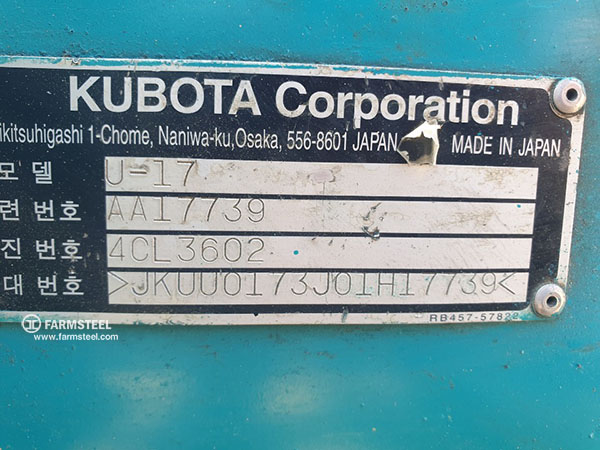 KUBOTA Corporation
ikitsuhigashi 1-Chome, Naniwa-ku,Osaka, 556-8601 JAPAN MADE IN JAPAN
모 델 U-17
련 번호 AA17739
진 번호 4CL3602
대 번호 >JKUU0173J01H17739<
RB457-5782
FARMSTEEL
www.farmsteel.com